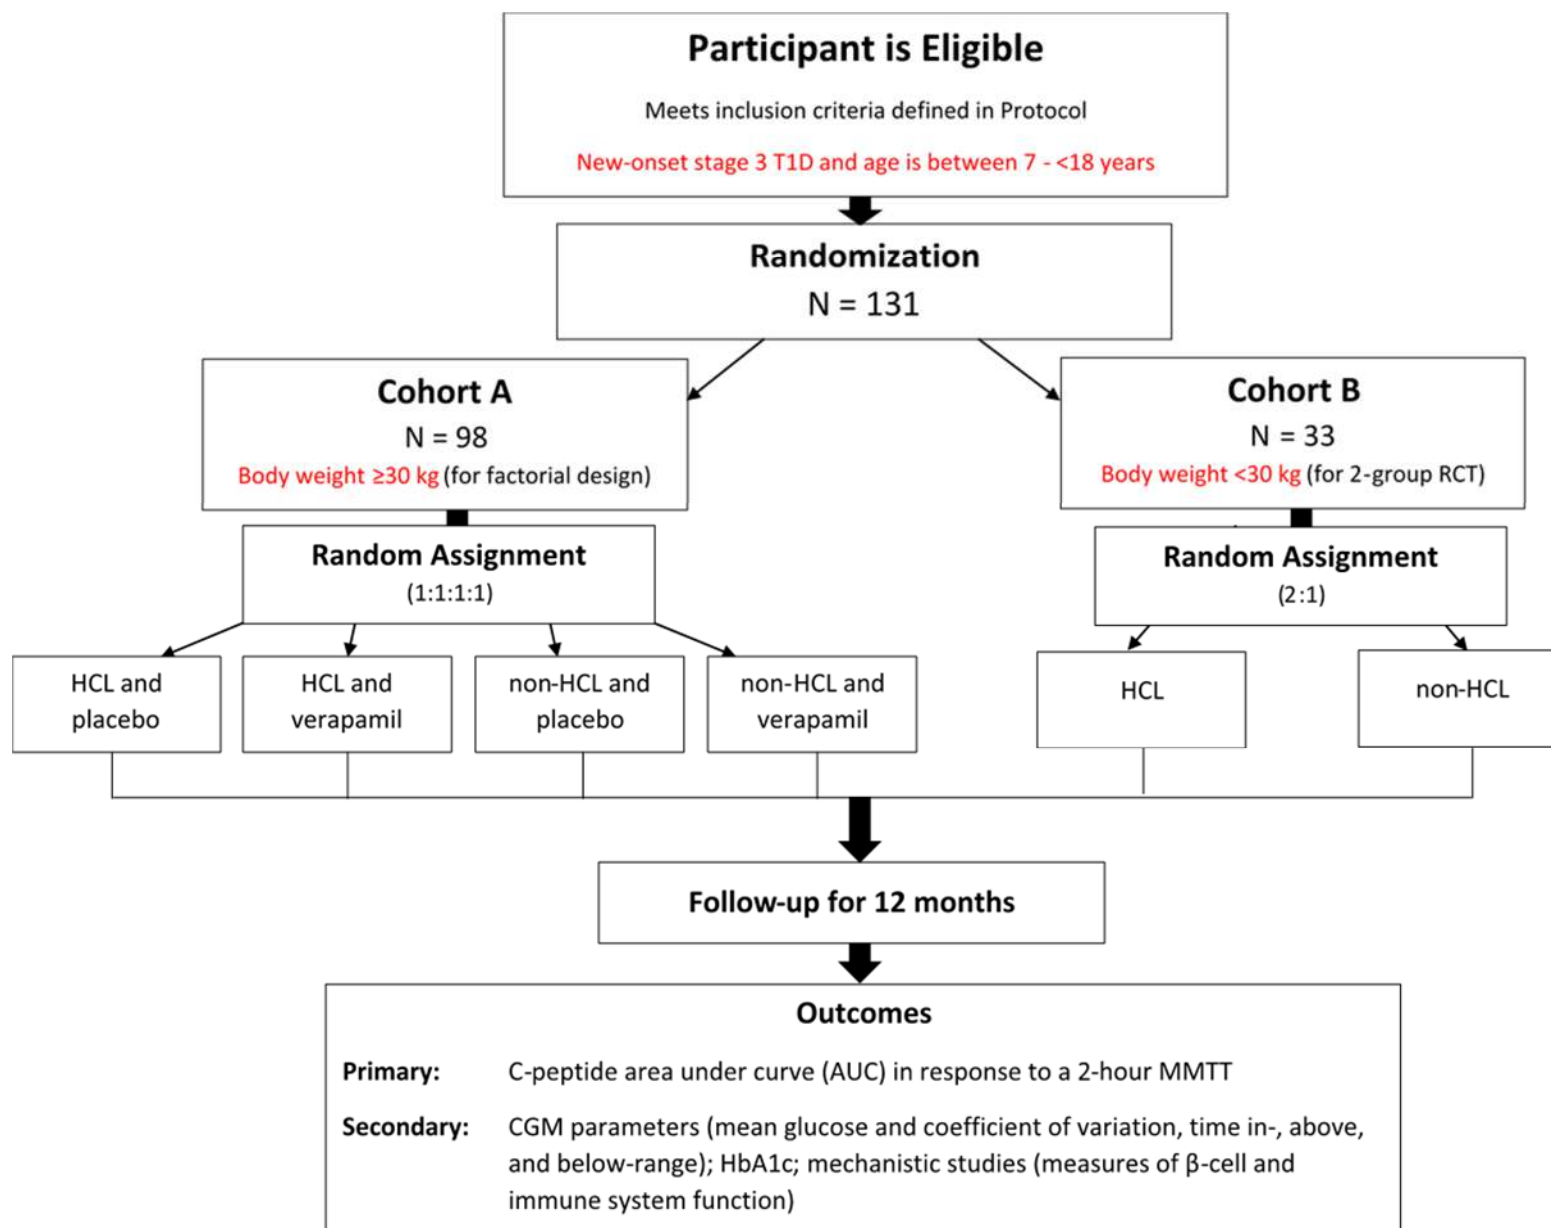 Participant is Eligible
Meets inclusion criteria defined in Protocol
New-onset stage 3 T1D and age is between 7 - <18 years
Randomization
N = 131
Cohort A
N = 98
Body weight ≥30 kg (for factorial design)
Cohort B
N = 33
Body weight <30 kg (for 2-group RCT)
Random Assignment
(1:1:1:1)
Random Assignment
(2:1)
HCL and
placebo
HCL and
verapamil
non-HCL and
placebo
non-HCL and
verapamil
HCL
non-HCL
Follow-up for 12 months
Outcomes
Primary: C-peptide area under curve (AUC) in response to a 2-hour MMTT
Secondary: CGM parameters (mean glucose and coefficient of variation, time in-, above,
and below-range); HbA1c; mechanistic studies (measures of β-cell and
immune system function)